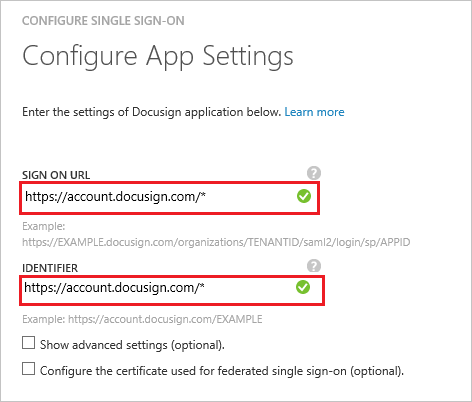 CONFIGURE SINGLE SIGN-ON
Configure App Settings
Enter the settings of Docusign application below. Learn more
SIGN ON URL ?
https://account.docusign.com/*
Example:
https://EXAMPLE.docusign.com/organizations/TENANTID/saml2/login/sp/APPID
IDENTIFIER ?
https://account.docusign.com/*
Example: https://account.docusign.com/EXAMPLE
Show advanced settings (optional).
Configure the certificate used for federated single sign-on (optional).